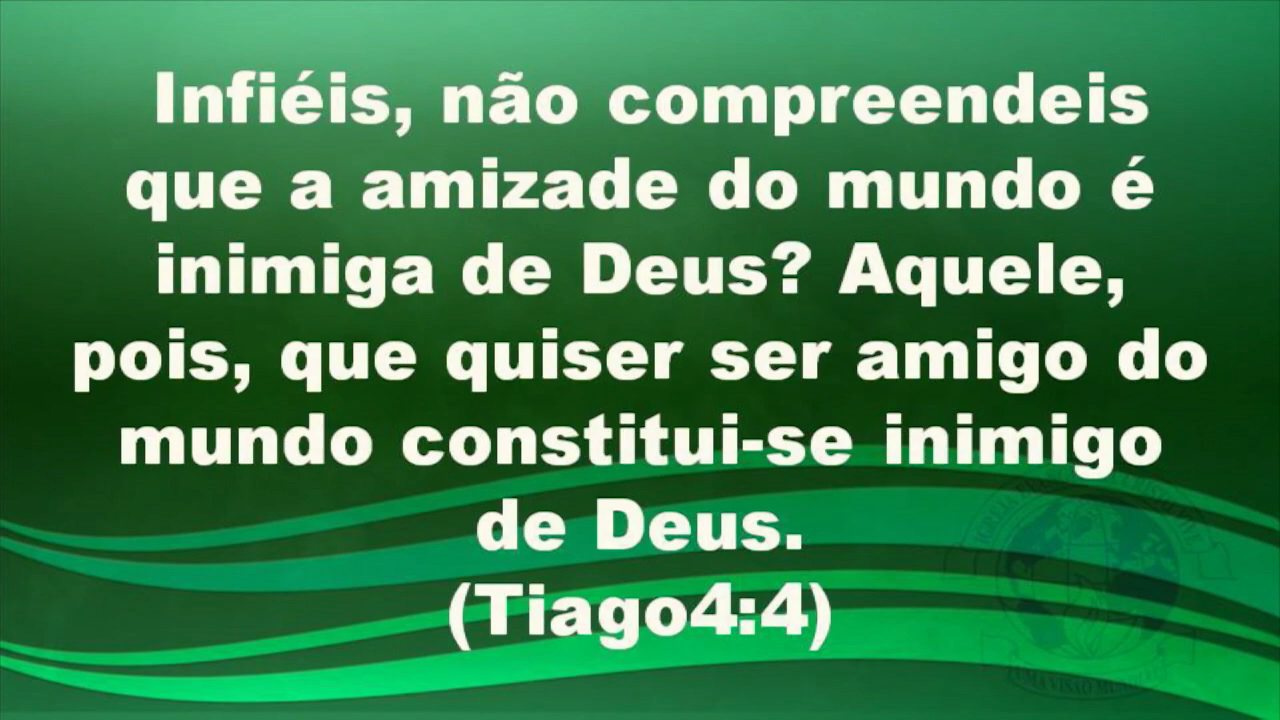 Infiéis, não compreendeis
que a amizade do mundo é
inimiga de Deus? Aquele,
pois, que quiser ser amigo do
mundo constitui-se inimigo
de Deus.
(Tiago4:4)